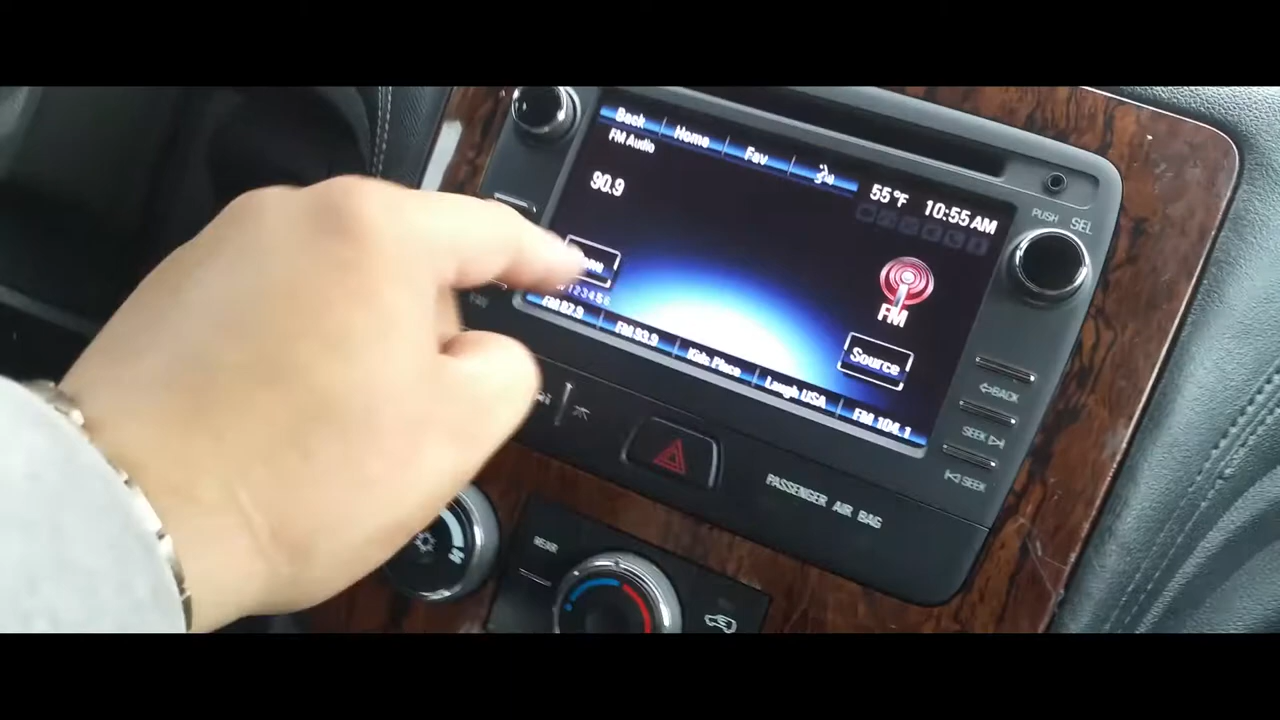 Back Home Fav
FM Audio
55°F 10:55 AM
90.9
PUSH SEL
FM
123456
Source
FM 87.9 FM 93.9 Kids Place Laugh USA FM 104.1
BACK
SEEK
SEEK
PASSENGER AIR BAG
REAR